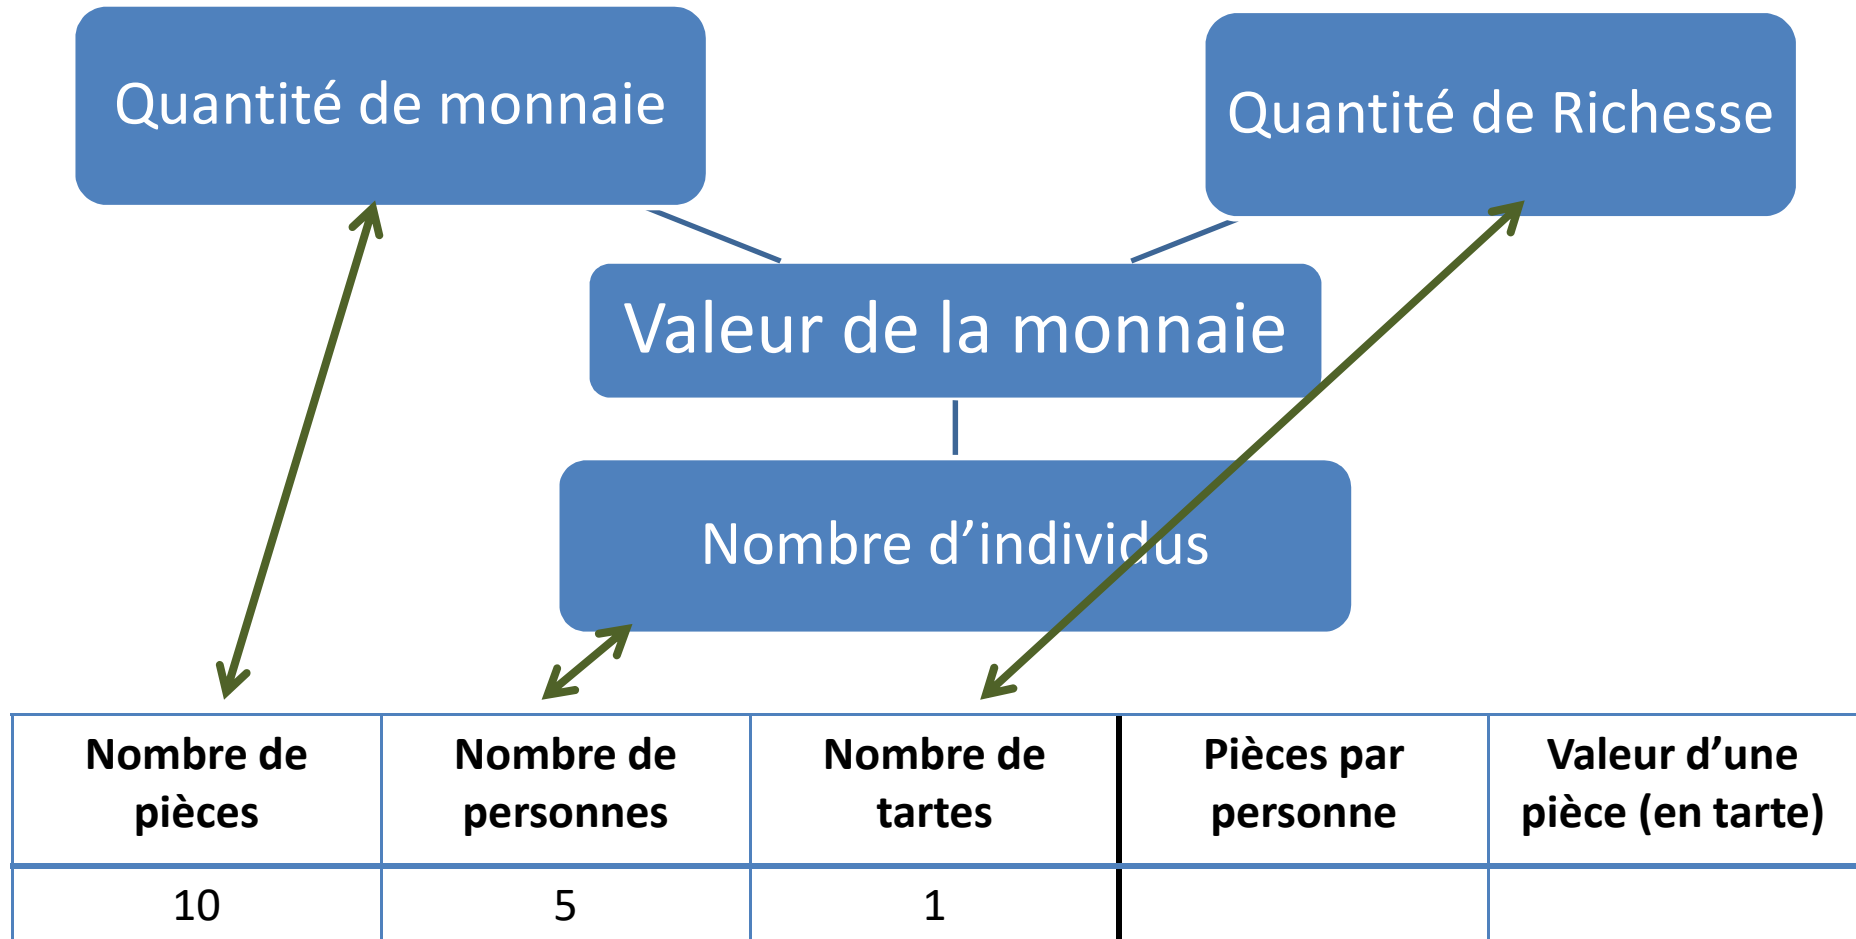 Quantité de monnaie
Quantité de Richesse
Valeur de la monnaie
Nombre d’individus
Nombre de pièces
Nombre de personnes
Nombre de tartes
Pièces par personne
Valeur d’une pièce (en tarte)
10
5
1